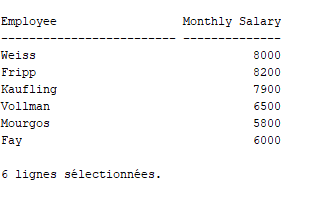 Employee                  Monthly Salary
------------------------- --------------
Weiss                               8000
Fripp                               8200
Kaufling                            7900
Vollman                             6500
Mourgos                             5800
Fay                                 6000
6 lignes sélectionnées.